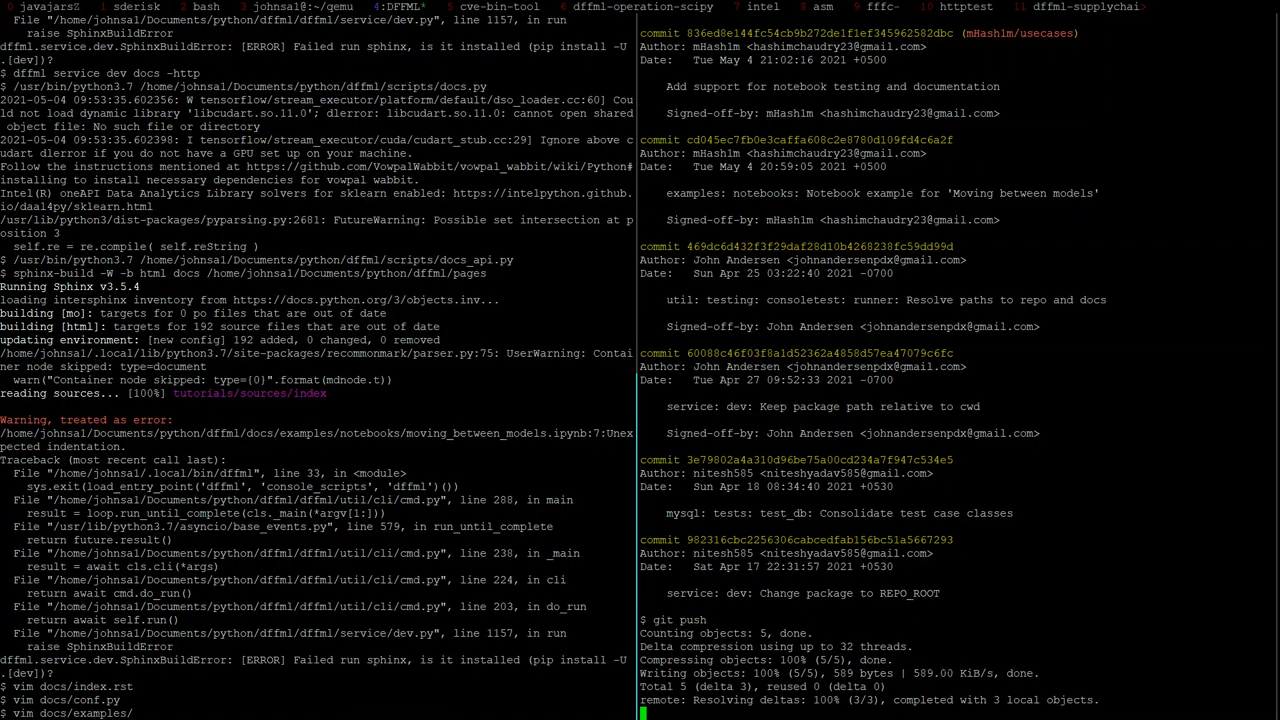 0 javajarsZ  1 sderisk  2 bash  3 johnsa1@:~/qemu  4:DFFML*  5 cve-bin-tool  6 dffml-operation-scipy  7 intel  8 asm  9 fffc-  10 httptest  11 dffml-supplychai>
File "/home/johnsa1/Documents/python/dffml/dffml/service/dev.py", line 1157, in run
raise SphinxBuildError
dffml.service.dev.SphinxBuildError: [ERROR] Failed run sphinx, is it installed (pip install -U
.[dev])?
$ dffml service dev docs -http
$ /usr/bin/python3.7 /home/johnsa1/Documents/python/dffml/scripts/docs.py
2021-05-04 09:53:35.602356: W tensorflow/stream_executor/platform/default/dso_loader.cc:60] Cou
ld not load dynamic library 'libcudart.so.11.0'; dlerror: libcudart.so.11.0: cannot open shared
object file: No such file or directory
2021-05-04 09:53:35.602398: I tensorflow/stream_executor/cuda/cudart_stub.cc:29] Ignore above c
udart dlerror if you do not have a GPU set up on your machine.
Follow the instructions mentioned at https://github.com/VowpalWabbit/vowpal_wabbit/wiki/Python#
installing to install necessary dependencies for vowpal wabbit.
Intel(R) oneAPI Data Analytics Library solvers for sklearn enabled: https://intelpython.github.
io/daal4py/sklearn.html
/usr/lib/python3/dist-packages/pyparsing.py:2681: FutureWarning: Possible set intersection at p
osition 3
self.re = re.compile( self.reString )
$ /usr/bin/python3.7 /home/johnsa1/Documents/python/dffml/scripts/docs_api.py
$ sphinx-build -W -b html docs /home/johnsa1/Documents/python/dffml/pages
Running Sphinx v3.5.4
loading intersphinx inventory from https://docs.python.org/3/objects.inv...
building [mo]: targets for 0 po files that are out of date
building [html]: targets for 192 source files that are out of date
updating environment: [new config] 192 added, 0 changed, 0 removed
/home/johnsa1/.local/lib/python3.7/site-packages/recommonmark/parser.py:75: UserWarning: Contai
ner node skipped: type=document
warn("Container node skipped: type={0}".format(mdnode.t))
reading sources... [100%] tutorials/sources/index
Warning, treated as error:
/home/johnsa1/Documents/python/dffml/docs/examples/notebooks/moving_between_models.ipynb:7:Unex
pected indentation.
Traceback (most recent call last):
File "/home/johnsa1/.local/bin/dffml", line 33, in <module>
sys.exit(load_entry_point('dffml', 'console_scripts', 'dffml')())
File "/home/johnsa1/Documents/python/dffml/dffml/util/cli/cmd.py", line 288, in main
result = loop.run_until_complete(cls._main(*argv[1:]))
File "/usr/lib/python3.7/asyncio/base_events.py", line 579, in run_until_complete
return future.result()
File "/home/johnsa1/Documents/python/dffml/dffml/util/cli/cmd.py", line 238, in _main
result = await cls.cli(*args)
File "/home/johnsa1/Documents/python/dffml/dffml/util/cli/cmd.py", line 224, in cli
return await cmd.do_run()
File "/home/johnsa1/Documents/python/dffml/dffml/util/cli/cmd.py", line 203, in do_run
return await self.run()
File "/home/johnsa1/Documents/python/dffml/dffml/service/dev.py", line 1157, in run
raise SphinxBuildError
dffml.service.dev.SphinxBuildError: [ERROR] Failed run sphinx, is it installed (pip install -U
.[dev])?
$ vim docs/index.rst
$ vim docs/conf.py
$ vim docs/examples/
commit 836ed8e144fc54cb9b272de1f1ef345962582dbc (mHash1m/usecases)
Author: mHash1m <hashimchaudry23@gmail.com>
Date:   Tue May 4 21:02:16 2021 +0500
Add support for notebook testing and documentation
Signed-off-by: mHash1m <hashimchaudry23@gmail.com>
commit cd045ec7fb0e3caffa608c2e8780d109fd4c6a2f
Author: mHash1m <hashimchaudry23@gmail.com>
Date:   Tue May 4 20:59:05 2021 +0500
examples: notebooks: Notebook example for 'Moving between models'
Signed-off-by: mHash1m <hashimchaudry23@gmail.com>
commit 469dc6d432f3f29daf28d10b4268238fc59dd99d
Author: John Andersen <johnandersenpdx@gmail.com>
Date:   Sun Apr 25 03:22:40 2021 -0700
util: testing: consoletest: runner: Resolve paths to repo and docs
Signed-off-by: John Andersen <johnandersenpdx@gmail.com>
commit 60088c46f03f8a1d52362a4858d57ea47079c6fc
Author: John Andersen <johnandersenpdx@gmail.com>
Date:   Tue Apr 27 09:52:33 2021 -0700
service: dev: Keep package path relative to cwd
Signed-off-by: John Andersen <johnandersenpdx@gmail.com>
commit 3e79802a4a310d96be75a00cd234a7f947c534e5
Author: nitesh585 <niteshyadav585@gmail.com>
Date:   Sun Apr 18 08:34:40 2021 +0530
mysql: tests: test_db: Consolidate test case classes
commit 982316cbc2256306cabcedfab156bc51a5667293
Author: nitesh585 <niteshyadav585@gmail.com>
Date:   Sat Apr 17 22:31:57 2021 +0530
service: dev: Change package to REPO_ROOT
$ git push
Counting objects: 5, done.
Delta compression using up to 32 threads.
Compressing objects: 100% (5/5), done.
Writing objects: 100% (5/5), 589 bytes | 589.00 KiB/s, done.
Total 5 (delta 3), reused 0 (delta 0)
remote: Resolving deltas: 100% (3/3), completed with 3 local objects.